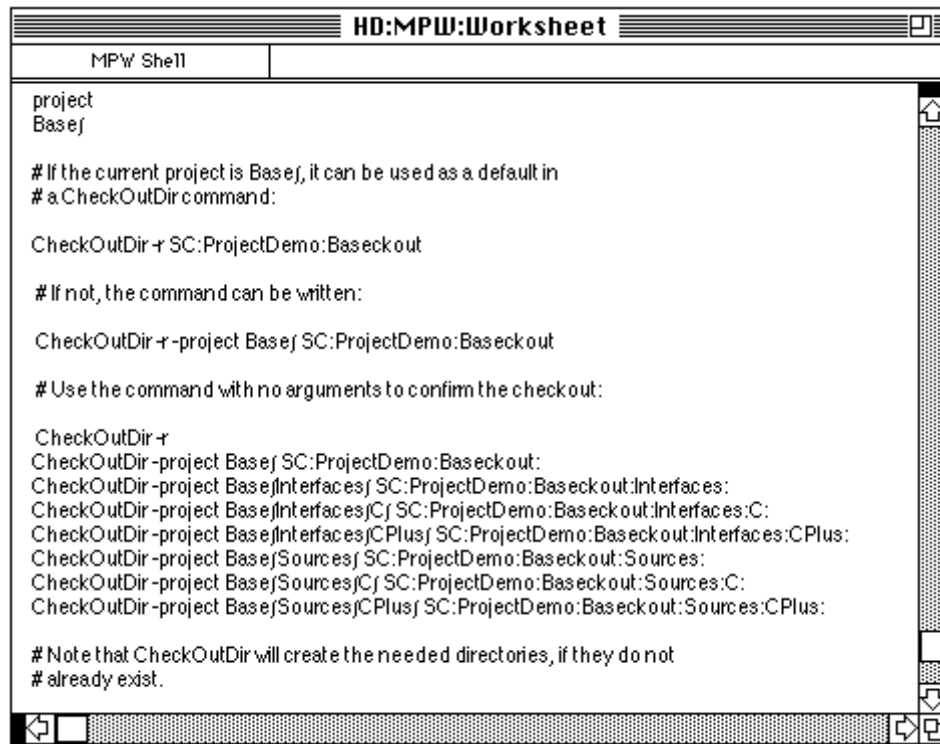 HD:MPW:Worksheet
MPW Shell
project
Base∫
# If the current project is Base∫, it can be used as a default in
# a CheckOutDir command:
CheckOutDir -r SC:ProjectDemo:Baseckout
# If not, the command can be written:
CheckOutDir -r -project Base∫ SC:ProjectDemo:Baseckout
# Use the command with no arguments to confirm the checkout:
CheckOutDir -r
CheckOutDir -project Base∫ SC:ProjectDemo:Baseckout:
CheckOutDir -project Base∫Interfaces∫ SC:ProjectDemo:Baseckout:Interfaces:
CheckOutDir -project Base∫Interfaces∫C∫ SC:ProjectDemo:Baseckout:Interfaces:C:
CheckOutDir -project Base∫Interfaces∫CPlus∫ SC:ProjectDemo:Baseckout:Interfaces:CPlus:
CheckOutDir -project Base∫Sources∫ SC:ProjectDemo:Baseckout:Sources:
CheckOutDir -project Base∫Sources∫C∫ SC:ProjectDemo:Baseckout:Sources:C:
CheckOutDir -project Base∫Sources∫CPlus∫ SC:ProjectDemo:Baseckout:Sources:CPlus:
# Note that CheckOutDir will create the needed directories, if they do not
# already exist.